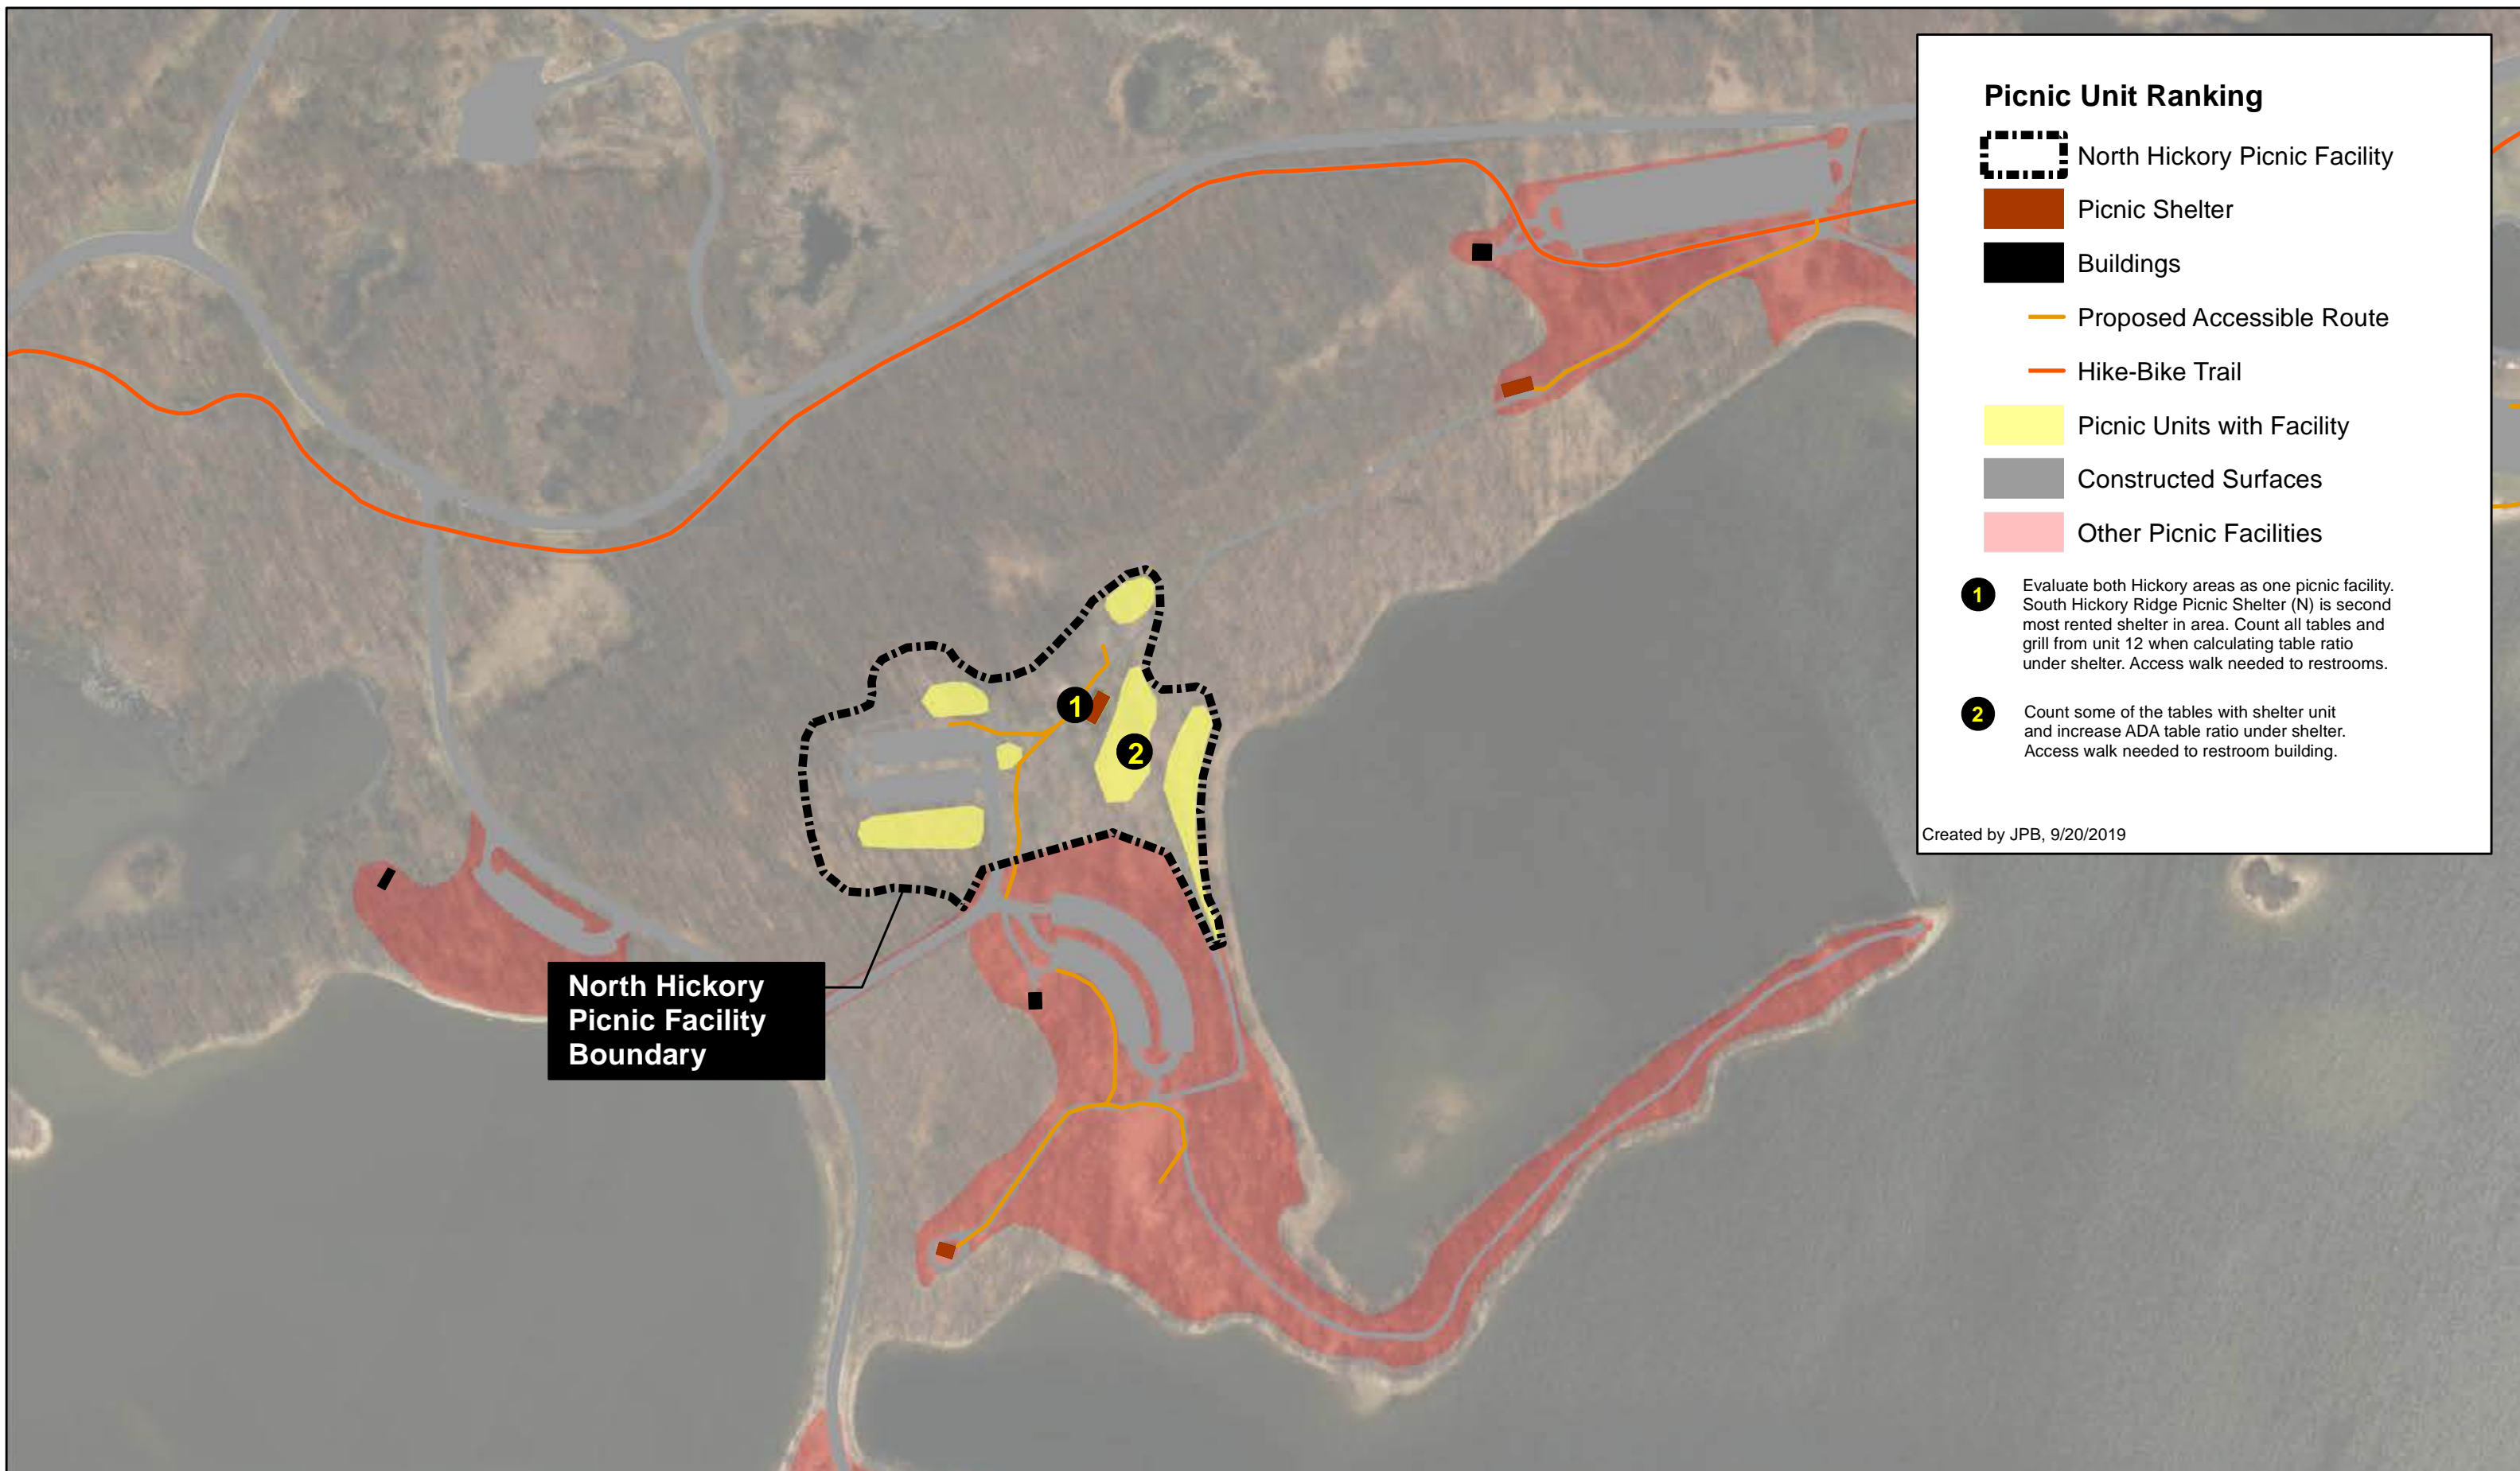 Picnic Unit Ranking
North Hickory Picnic Facility
Picnic Shelter
Buildings
Proposed Accessible Route
Hike-Bike Trail
Picnic Units with Facility
Constructed Surfaces
Other Picnic Facilities
1 Evaluate both Hickory areas as one picnic facility.
South Hickory Ridge Picnic Shelter (N) is second
most rented shelter in area. Count all tables and
grill from unit 12 when calculating table ratio
under shelter. Access walk needed to restrooms.
2 Count some of the tables with shelter unit
and increase ADA table ratio under shelter.
Access walk needed to restroom building.
Created by JPB, 9/20/2019
1
2
North Hickory
Picnic Facility
Boundary